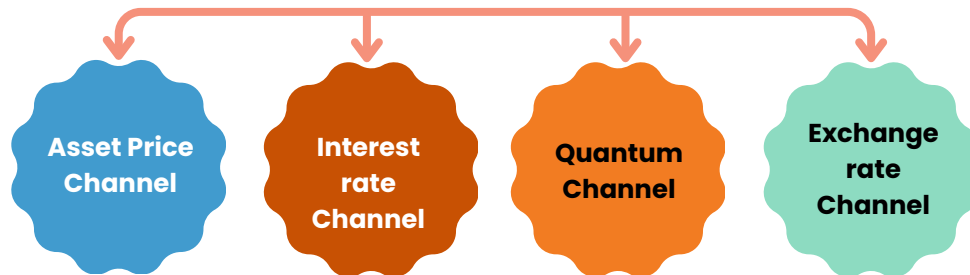 Asset Price
Channel
Interest
rate
Channel
Quantum
Channel
Exchange
rate
Channel